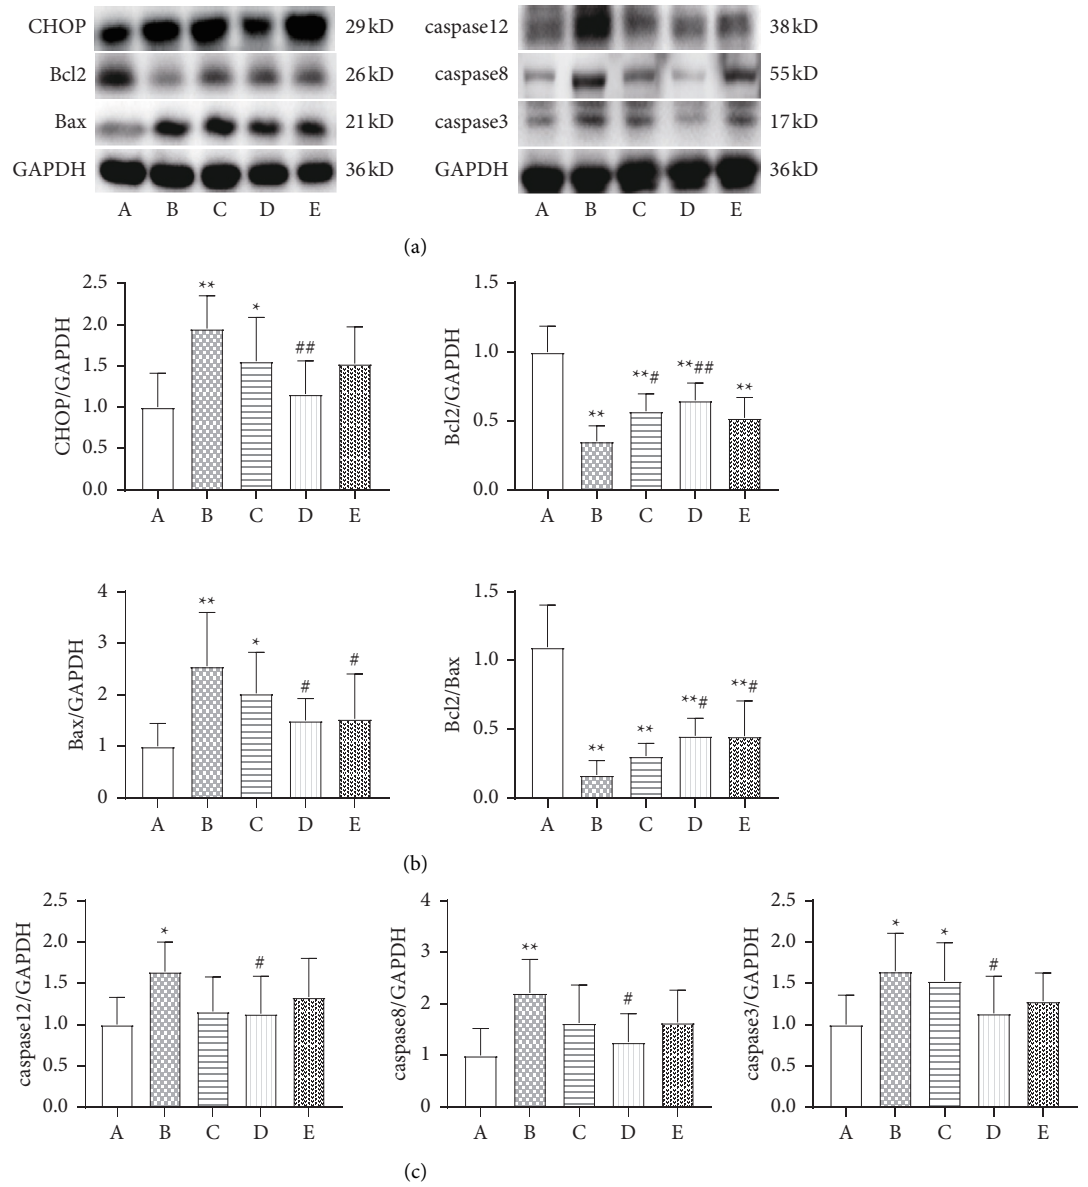 CHOP 29 kD caspase12 38 kD
Bcl2 26 kD caspase8 55 kD
Bax 21 kD caspase3 17 kD
GAPDH 36 kD GAPDH 36 kD
A B C D E A B C D E
(a)
CHOP/GAPDH
2.5
2.0
1.5
1.0
0.5
0.0
** * ##
A B C D E
Bcl2/GAPDH
1.5
1.0
0.5
0.0
** **# **## **
A B C D E
Bax/GAPDH
4
3
2
1
0
** * # #
A B C D E
Bcl2/Bax
1.5
1.0
0.5
0.0
** ** **# **#
A B C D E
(b)
caspase12/GAPDH
2.5
2.0
1.5
1.0
0.5
0.0
* #
A B C D E
caspase8/GAPDH
4
3
2
1
0
** #
A B C D E
caspase3/GAPDH
2.5
2.0
1.5
1.0
0.5
0.0
* * #
A B C D E
(c)